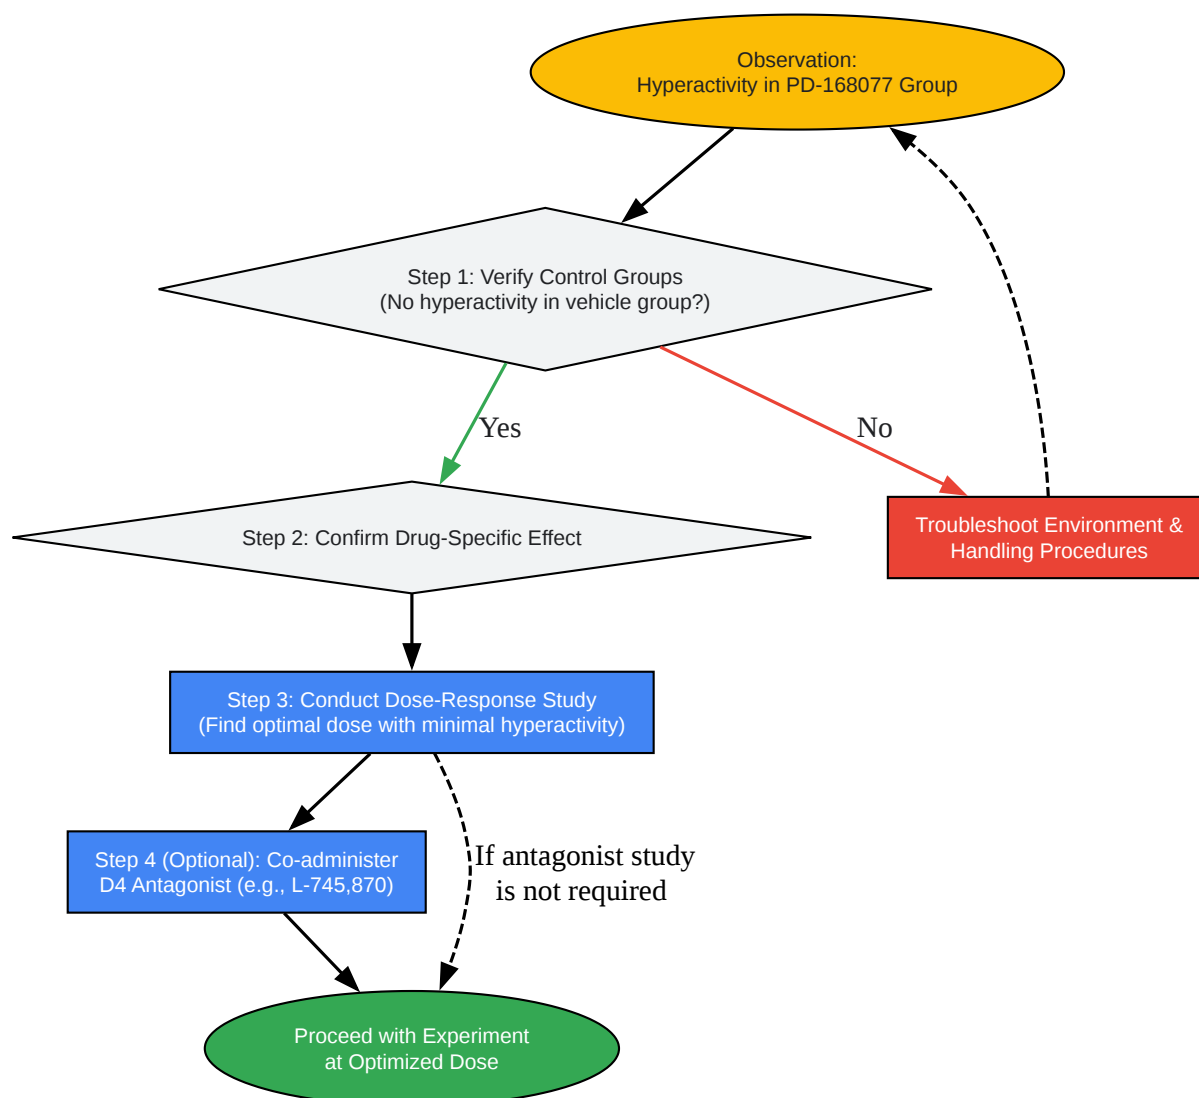 Observation:
Hyperactivity in PD-168077 Group
Step 1: Verify Control Groups
(No hyperactivity in vehicle group?)
Yes
No
Step 2: Confirm Drug-Specific Effect
Troubleshoot Environment &
Handling Procedures
Step 3: Conduct Dose-Response Study
(Find optimal dose with minimal hyperactivity)
Step 4 (Optional): Co-administer
D4 Antagonist (e.g., L-745,870)
If antagonist study
is not required
Proceed with Experiment
at Optimized Dose